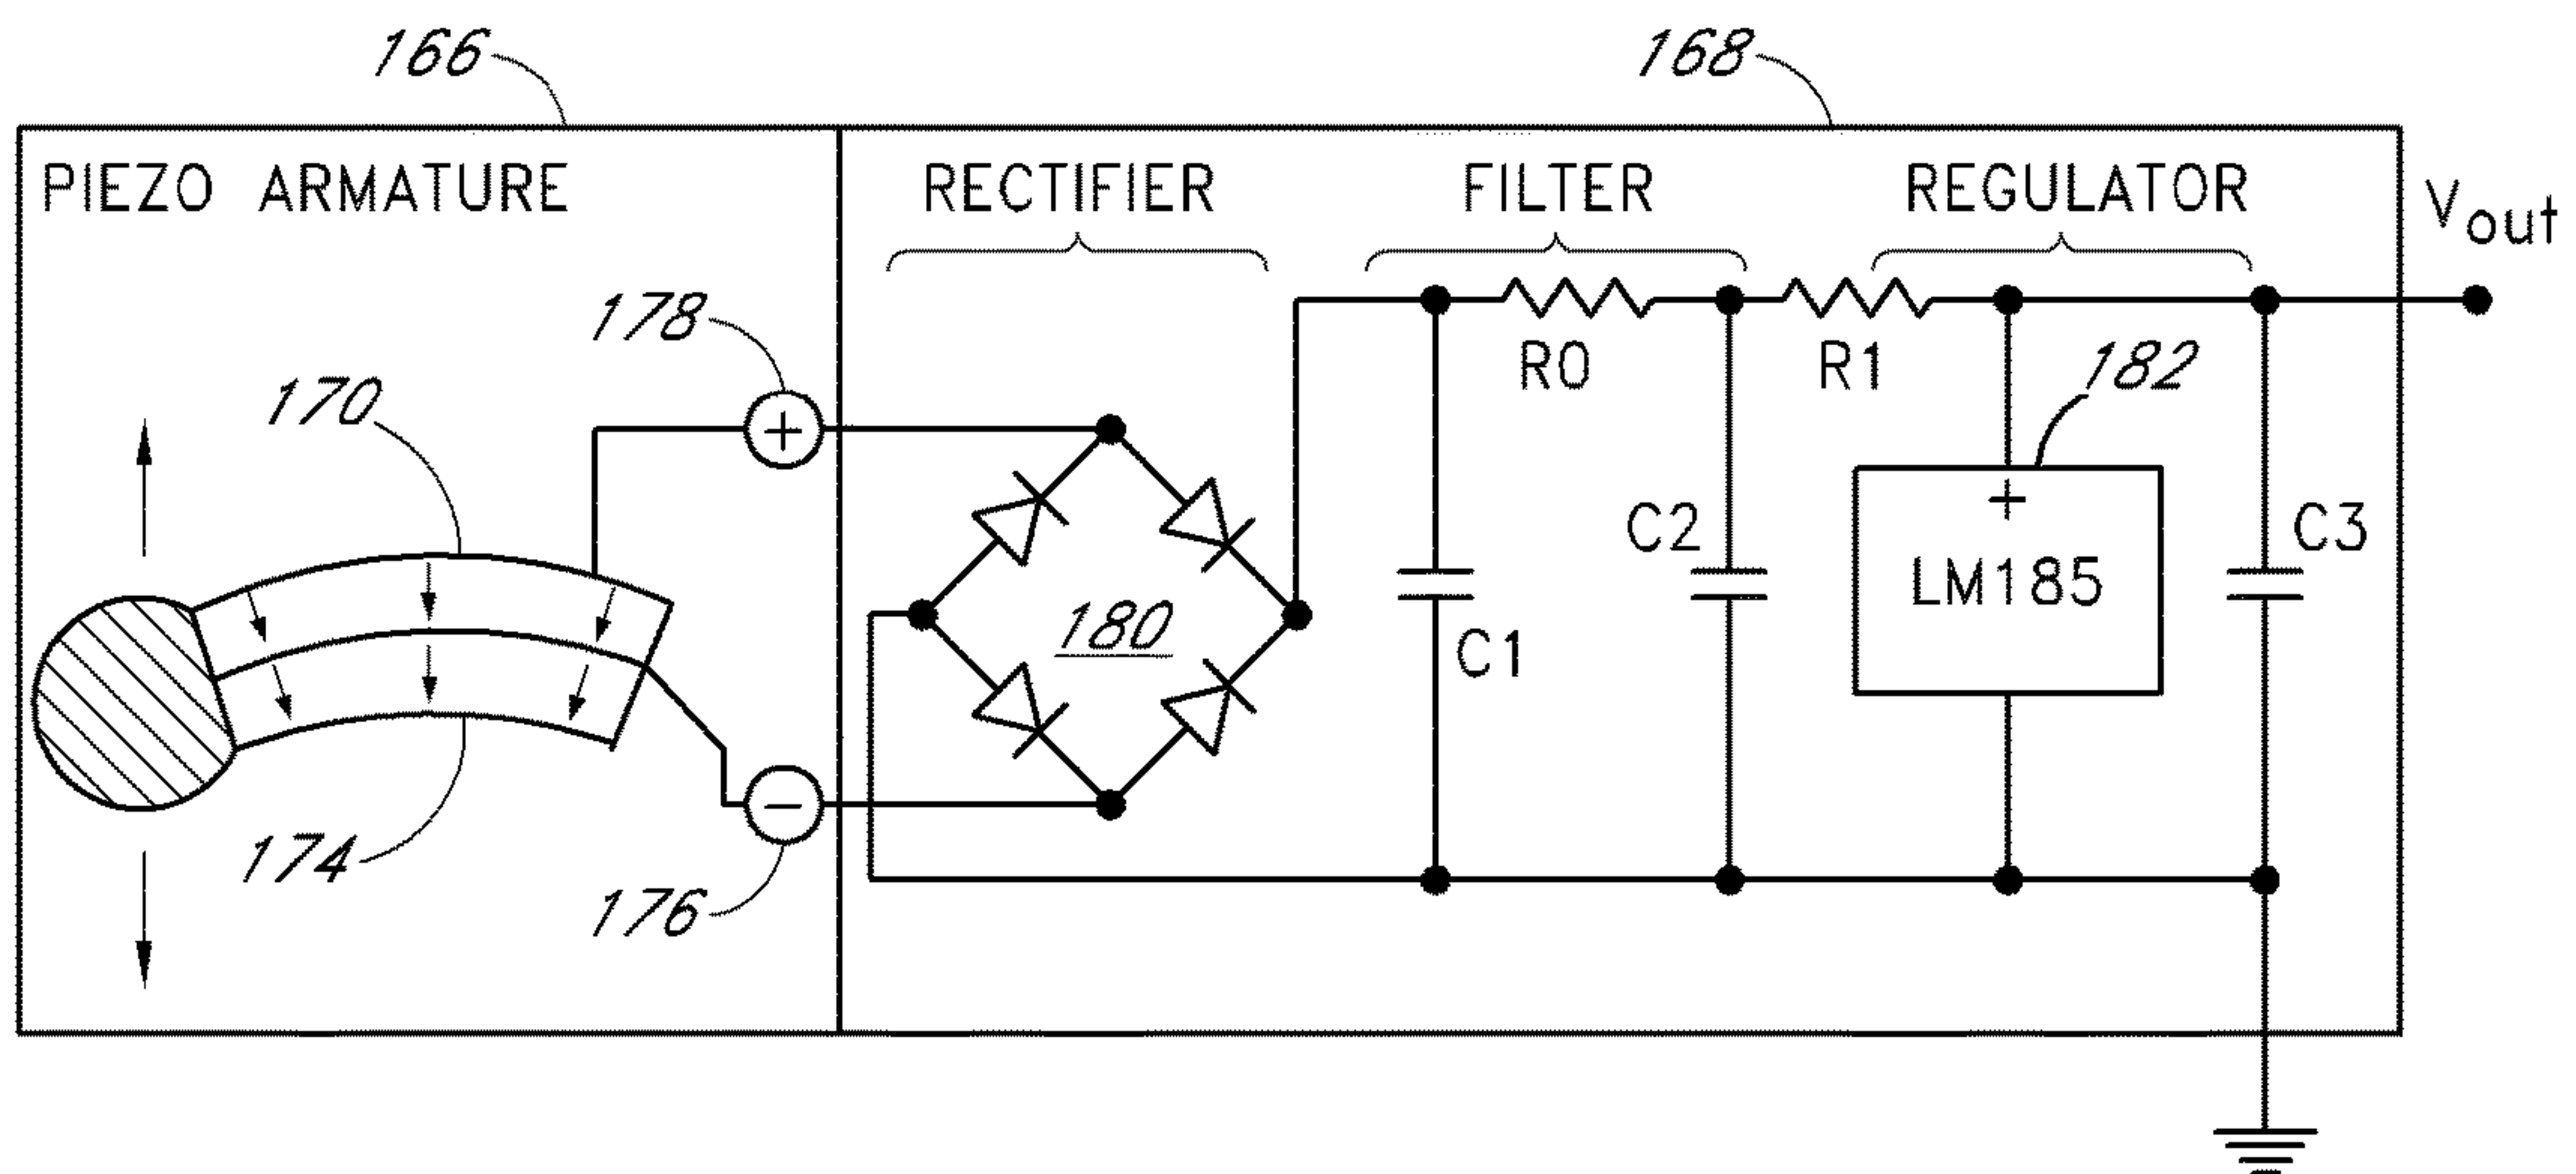 166
168
PIEZO ARMATURE
RECTIFIER
FILTER
REGULATOR
Vout
178
170
R0
R1
182
+
+
C2
C3
LM185
180
C1
174
−
176